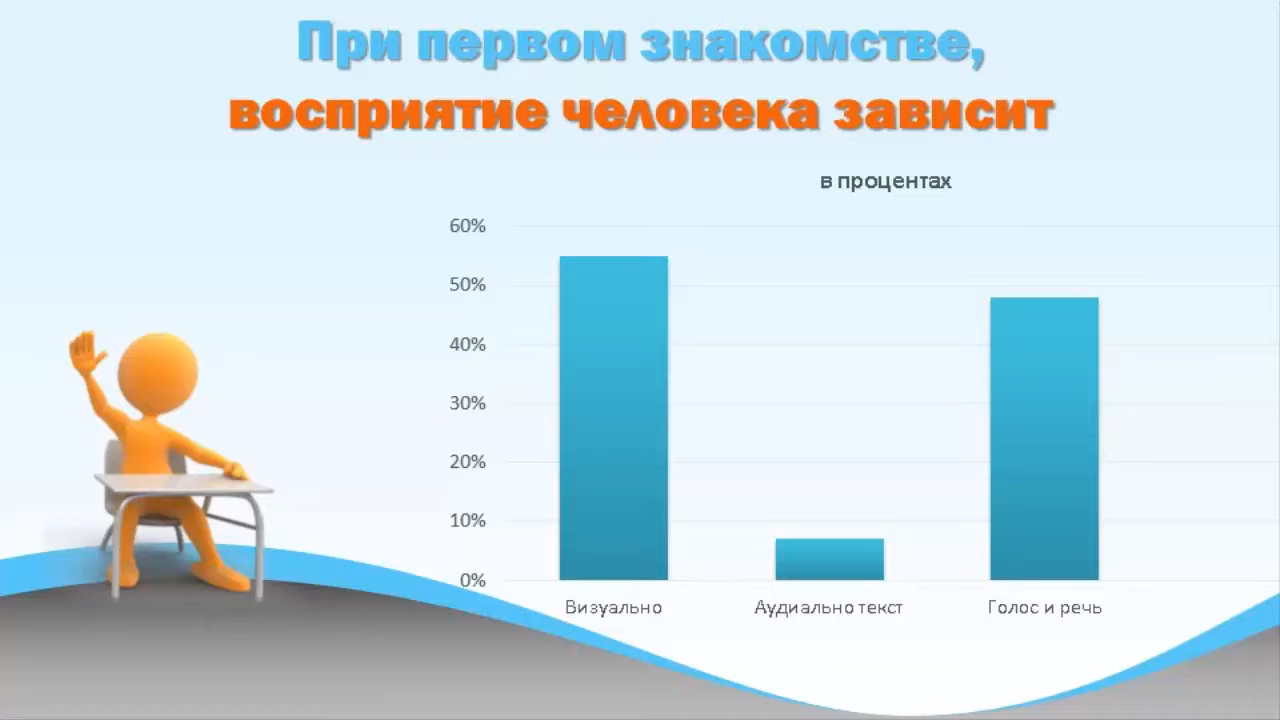 При первом знакомстве,
восприятие человека зависит
в процентах
60%
50%
40%
30%
20%
10%
0%
Визуально
Аудиально текст
Голос и речь